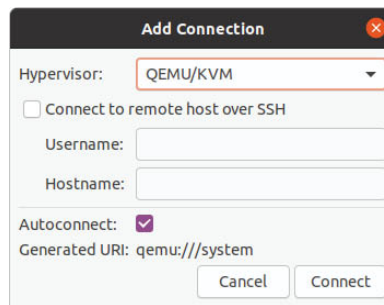 Add Connection
Hypervisor: QEMU/KVM
Connect to remote host over SSH
Username:
Hostname:
Autoconnect:
Generated URI: qemu:///system
Cancel Connect